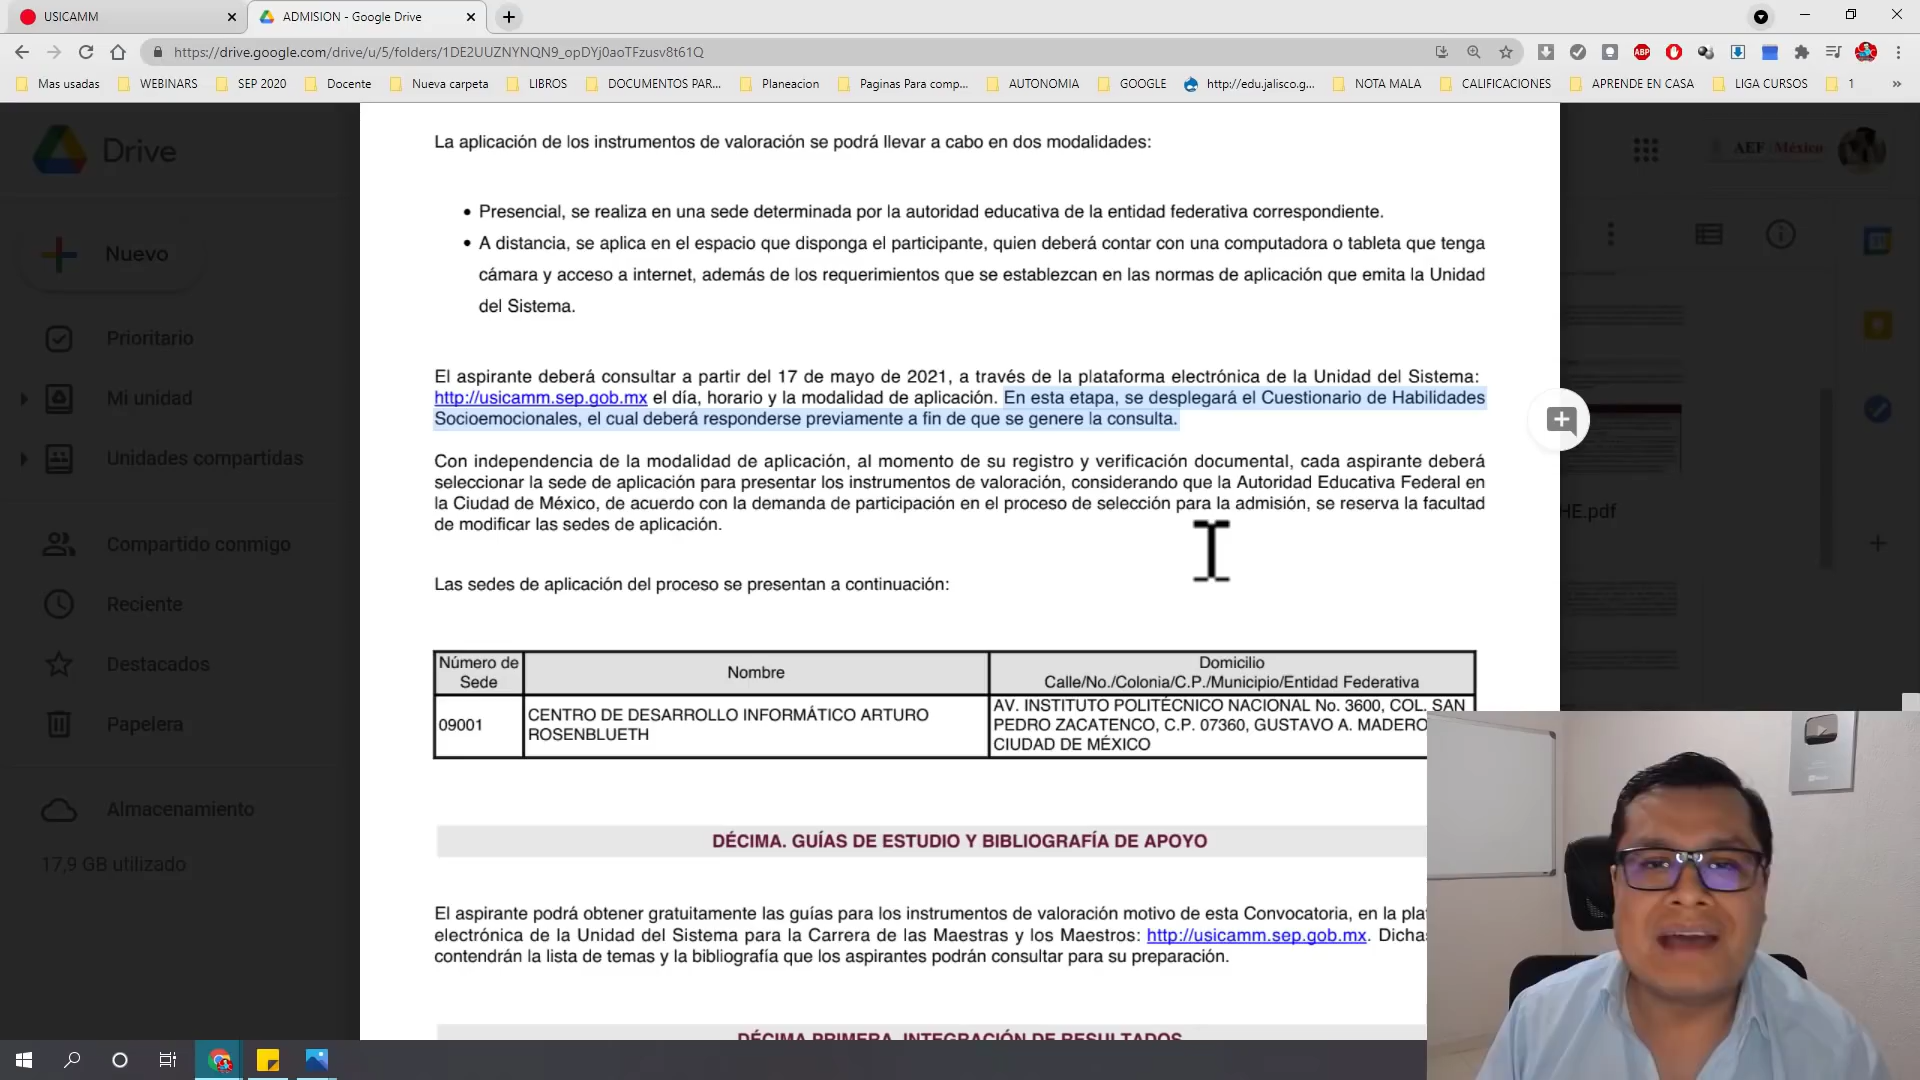 USICAMM
ADMISION - Google Drive
https://drive.google.com/drive/u/5/folders/1DE2UUZNYNQN9_opDYj0aoTFzusv8t61Q
Mas usadas
WEBINARS
SEP 2020
Docente
Nueva carpeta
LIBROS
DOCUMENTOS PAR...
Planeacion
Paginas Para comp...
AUTONOMIA
GOOGLE
http://edu.jalisco.g...
NOTA MALA
CALIFICACIONES
APRENDE EN CASA
LIGA CURSOS
1
Drive
AEF México
Nuevo
Prioritario
Mi unidad
Unidades compartidas
Compartido conmigo
Reciente
Destacados
Papelera
Almacenamiento
17,9 GB utilizado
La aplicación de los instrumentos de valoración se podrá llevar a cabo en dos modalidades:
• Presencial, se realiza en una sede determinada por la autoridad educativa de la entidad federativa correspondiente.
• A distancia, se aplica en el espacio que disponga el participante, quien deberá contar con una computadora o tableta que tenga
cámara y acceso a internet, además de los requerimientos que se establezcan en las normas de aplicación que emita la Unidad
del Sistema.
El aspirante deberá consultar a partir del 17 de mayo de 2021, a través de la plataforma electrónica de la Unidad del Sistema:
http://usicamm.sep.gob.mx el día, horario y la modalidad de aplicación. En esta etapa, se desplegará el Cuestionario de Habilidades
Socioemocionales, el cual deberá responderse previamente a fin de que se genere la consulta.
Con independencia de la modalidad de aplicación, al momento de su registro y verificación documental, cada aspirante deberá
seleccionar la sede de aplicación para presentar los instrumentos de valoración, considerando que la Autoridad Educativa Federal en
la Ciudad de México, de acuerdo con la demanda de participación en el proceso de selección para la admisión, se reserva la facultad
de modificar las sedes de aplicación.
HE.pdf
Las sedes de aplicación del proceso se presentan a continuación:
Número de
Sede
Nombre
Domicilio
Calle/No./Colonia/C.P./Municipio/Entidad Federativa
09001
CENTRO DE DESARROLLO INFORMÁTICO ARTURO
ROSENBLUETH
AV. INSTITUTO POLITÉCNICO NACIONAL No. 3600, COL. SAN
PEDRO ZACATENCO, C.P. 07360, GUSTAVO A. MADERO
CIUDAD DE MÉXICO
DÉCIMA. GUÍAS DE ESTUDIO Y BIBLIOGRAFÍA DE APOYO
El aspirante podrá obtener gratuitamente las guías para los instrumentos de valoración motivo de esta Convocatoria, en la pla
electrónica de la Unidad del Sistema para la Carrera de las Maestras y los Maestros: http://usicamm.sep.gob.mx. Dichas
contendrán la lista de temas y la bibliografía que los aspirantes podrán consultar para su preparación.
DÉCIMA PRIMERA. INTEGRACIÓN DE RESULTADOS